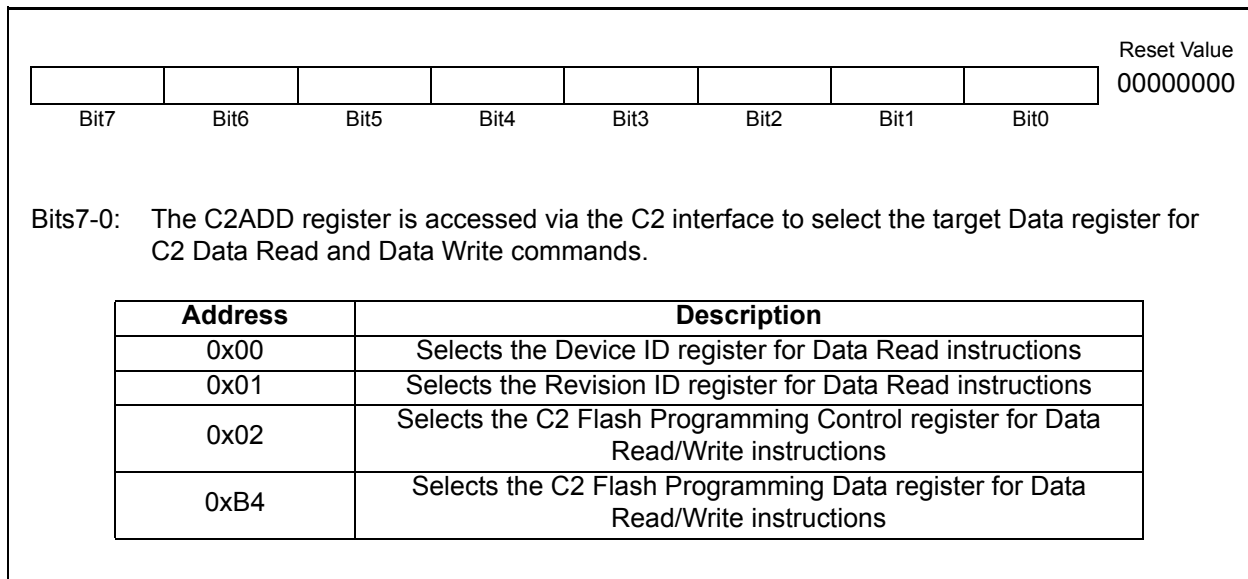 Reset Value
00000000
Bit7 Bit6 Bit5 Bit4 Bit3 Bit2 Bit1 Bit0
Bits7-0: The C2ADD register is accessed via the C2 interface to select the target Data register for
C2 Data Read and Data Write commands.
Address Description
0x00 Selects the Device ID register for Data Read instructions
0x01 Selects the Revision ID register for Data Read instructions
0x02 Selects the C2 Flash Programming Control register for Data
Read/Write instructions
0xB4 Selects the C2 Flash Programming Data register for Data
Read/Write instructions